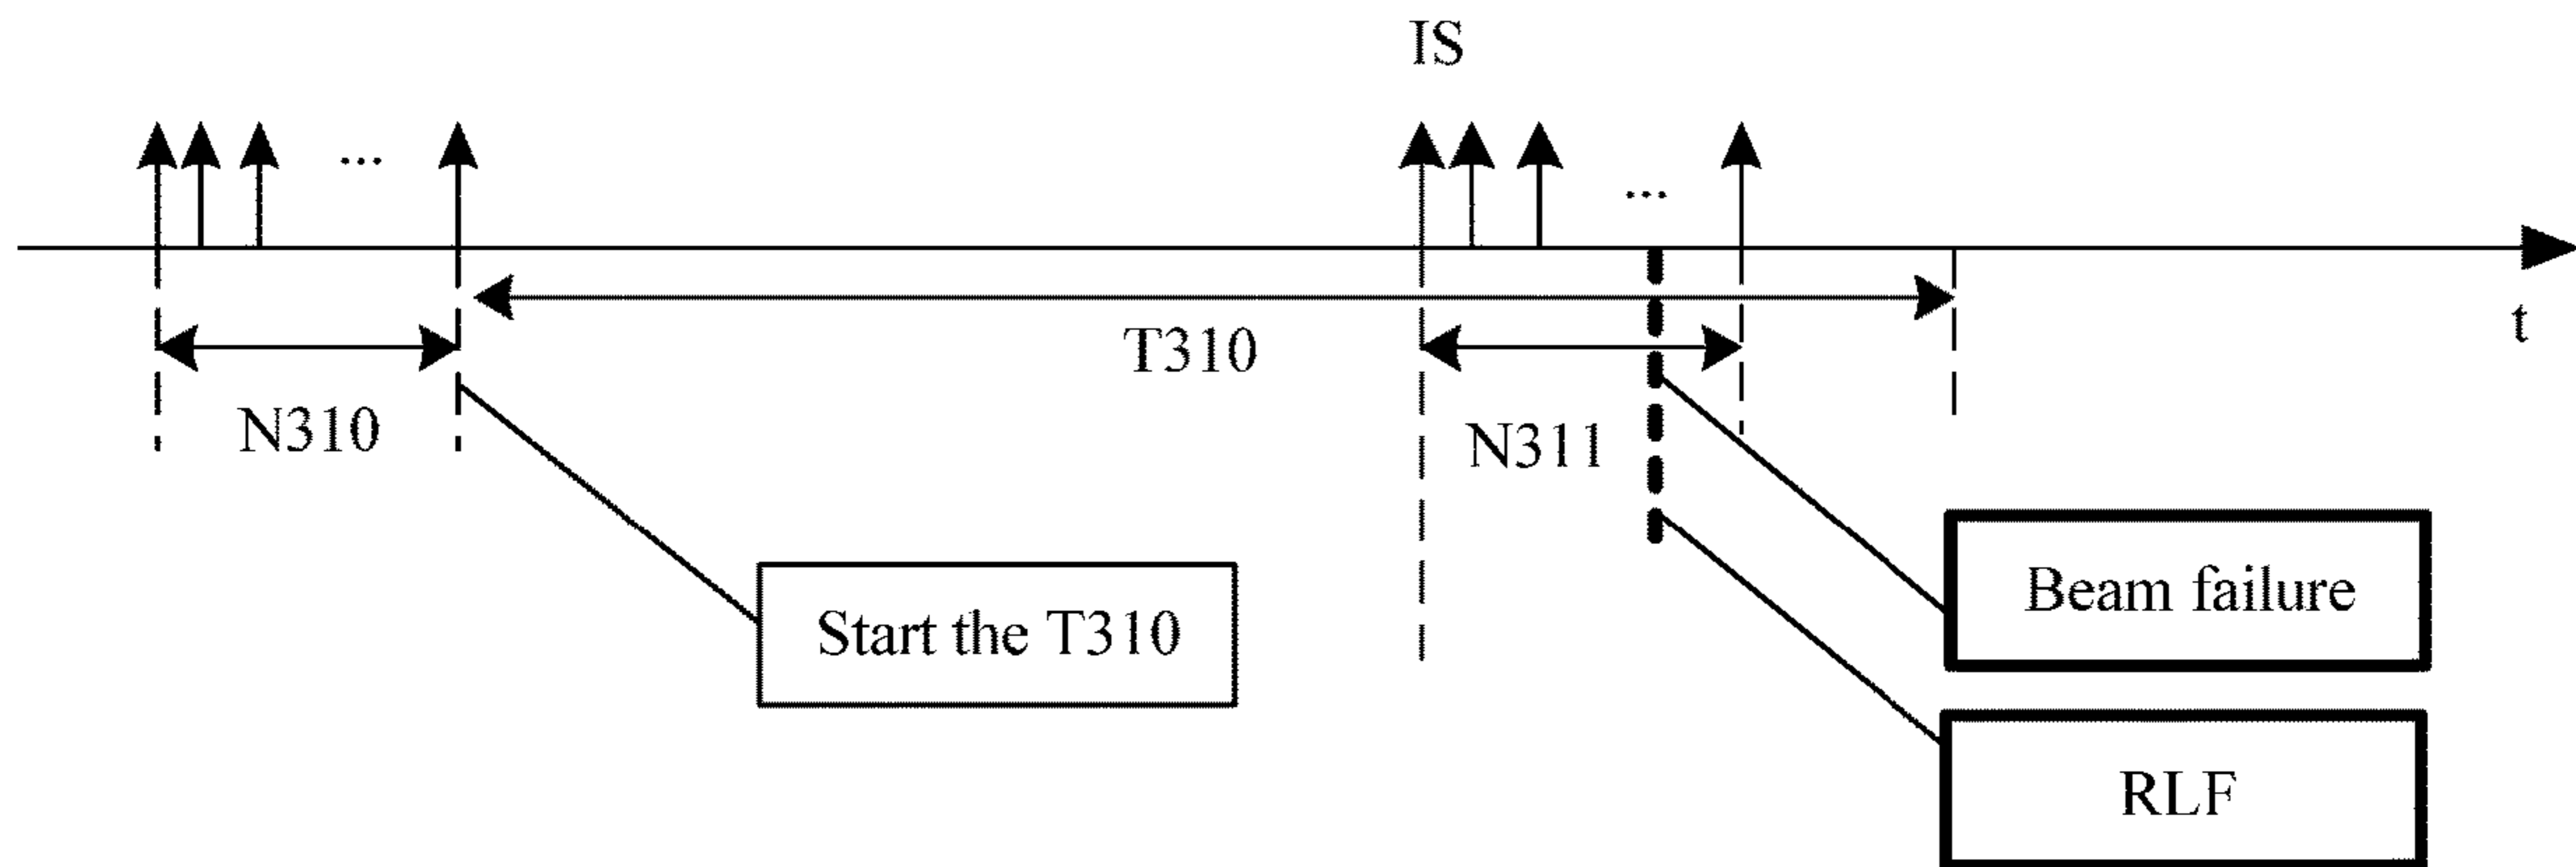 IS
...
...
t
T310
N310
N311
Beam failure
Start the T310
RLF